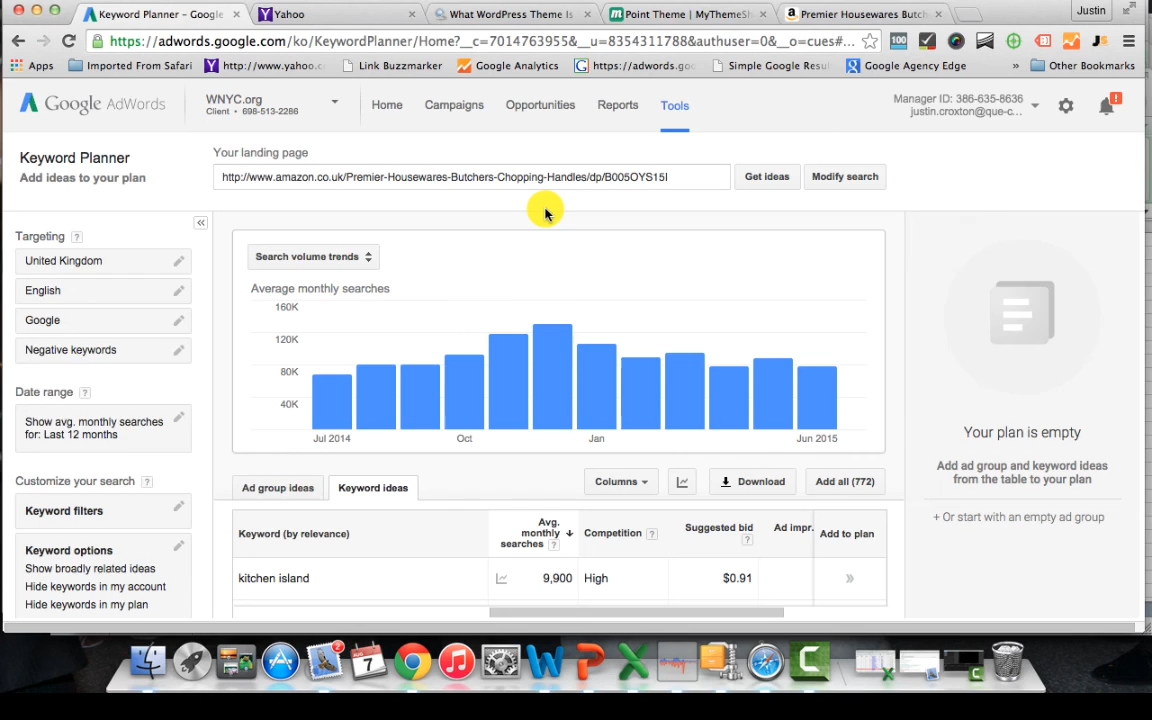 Keyword Planner – Google
Yahoo
What WordPress Theme Is
Point Theme | MyThemeSh
Premier Housewares Butch
Justin
https://adwords.google.com/ko/KeywordPlanner/Home?__c=7014763955&__u=8354311788&authuser=0&__o=cues#...
100
Apps
Imported From Safari
http://www.yahoo.c
Link Buzzmarker
Google Analytics
https://adwords.goo
Simple Google Resul
Google Agency Edge
»
Other Bookmarks
Google AdWords
WNYC.org
Client • 698-513-2286
Home
Campaigns
Opportunities
Reports
Tools
Manager ID: 386-635-8636
justin.croxton@que-c...
!
Keyword Planner
Add ideas to your plan
Your landing page
http://www.amazon.co.uk/Premier-Housewares-Butchers-Chopping-Handles/dp/B005OYS15I
Get ideas
Modify search
«
Targeting ?
United Kingdom
English
Google
Negative keywords
Date range ?
Show avg. monthly searches
for: Last 12 months
Customize your search ?
Keyword filters
Keyword options
Show broadly related ideas
Hide keywords in my account
Hide keywords in my plan
Search volume trends
Average monthly searches
160K
120K
80K
40K
Jul 2014
Oct
Jan
Jun 2015
Ad group ideas
Keyword ideas
Columns
Download
Add all (772)
Keyword (by relevance)
Avg.
monthly
searches ?
Competition ?
Suggested bid
?
Ad impr.
Add to plan
kitchen island
9,900
High
$0.91
»
Your plan is empty
Add ad group and keyword ideas
from the table to your plan
+ Or start with an empty ad group
2
AUG
7